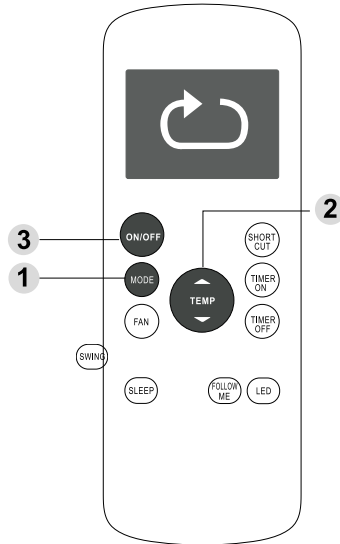 2
3
ON/OFF
SHORT
CUT
1
MODE
TEMP
TIMER
ON
FAN
TIMER
OFF
SWING
SLEEP
FOLLOW
ME
LED